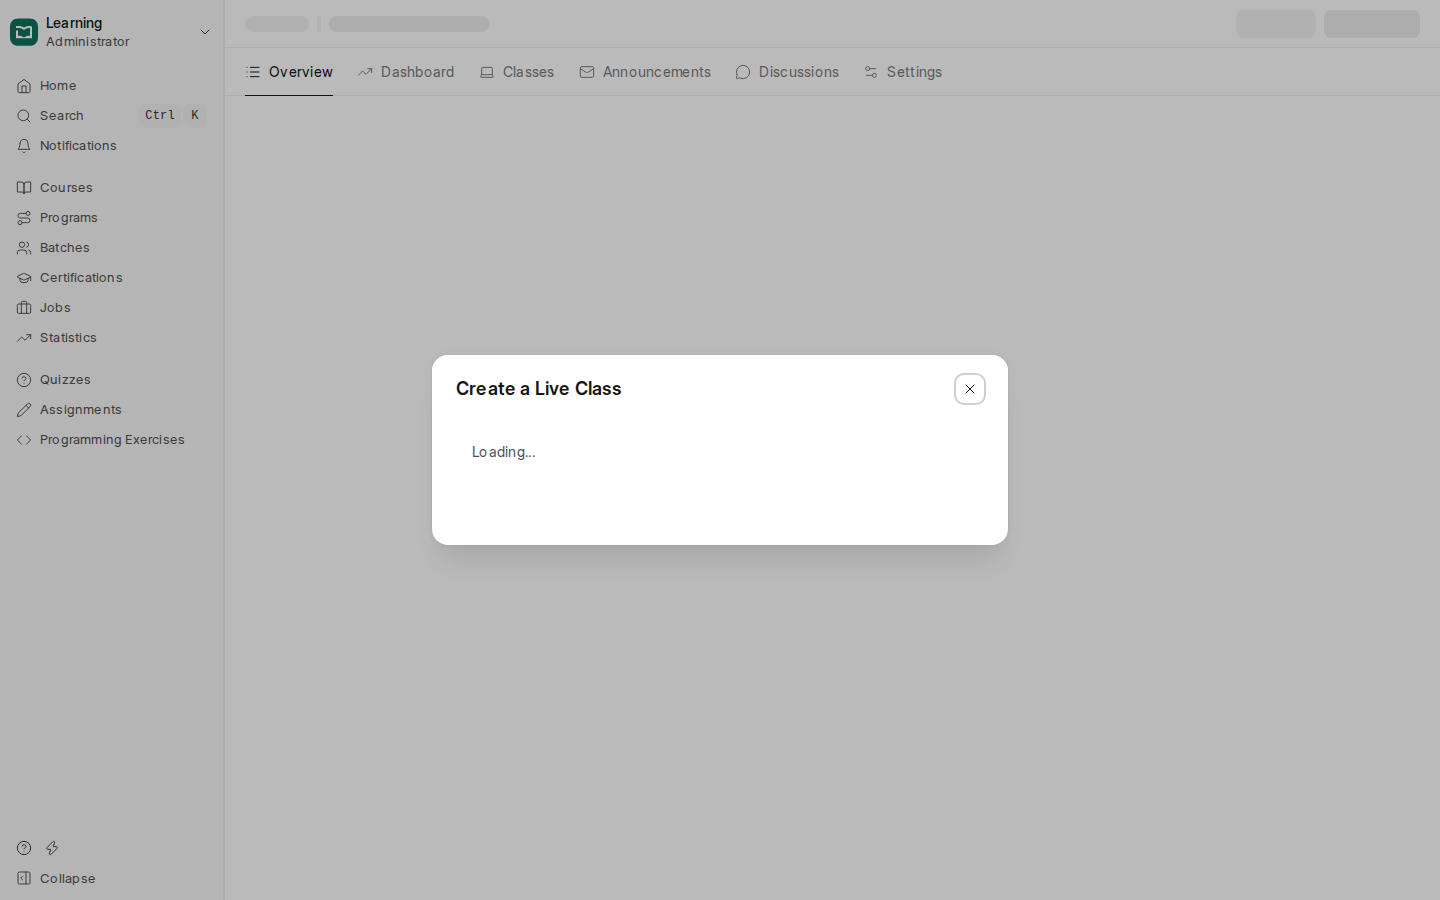 Learning
Administrator
Home
Search Ctrl K
Notifications
Courses
Programs
Batches
Certifications
Jobs
Statistics
Quizzes
Assignments
Programming Exercises
Collapse
Overview Dashboard Classes Announcements Discussions Settings
Create a Live Class
Loading...